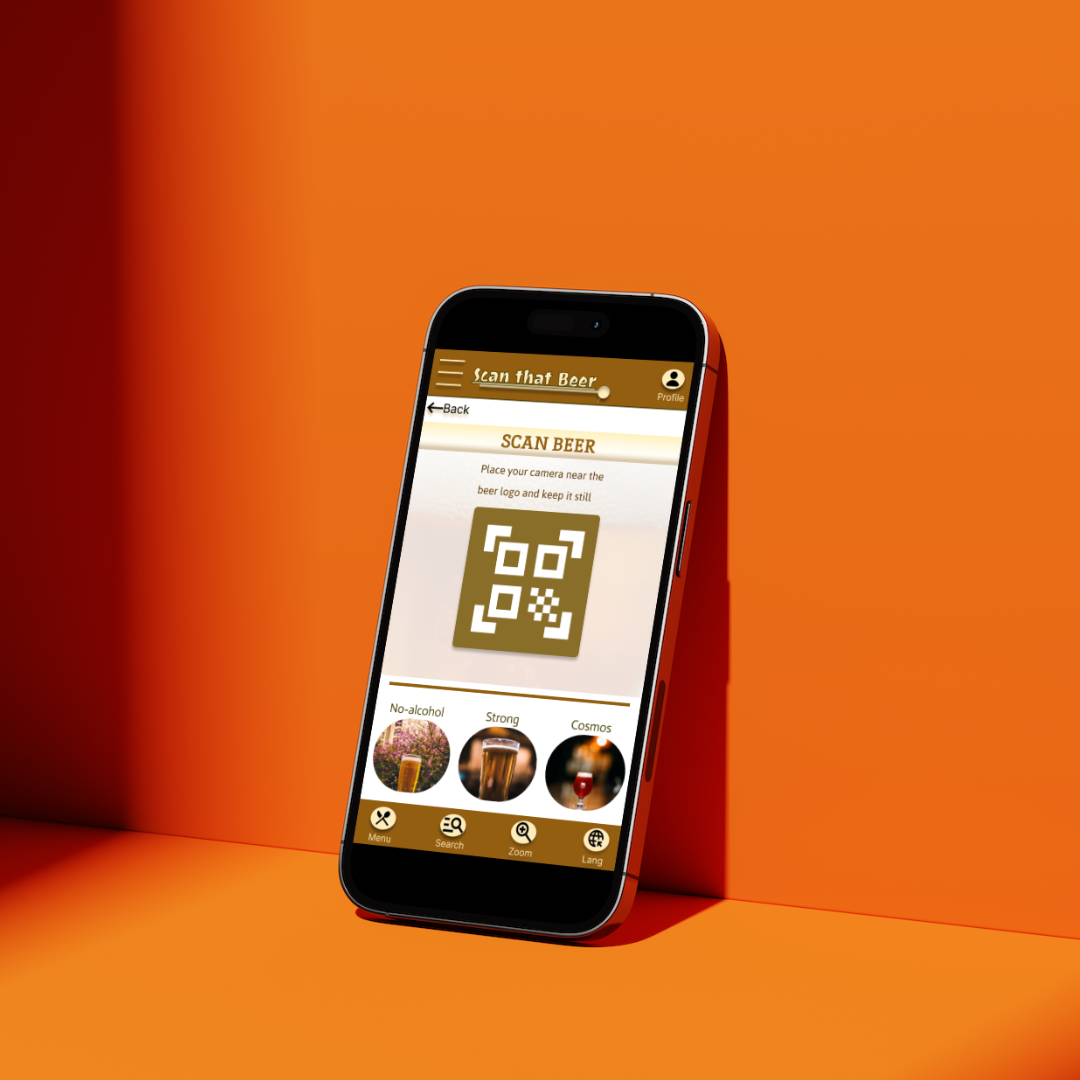 Scan that Beer
Profile
Back
SCAN BEER
Place your camera near the
beer logo and keep it still
No-alcohol
Strong
Cosmos
Menu
Search
Zoom
Lang